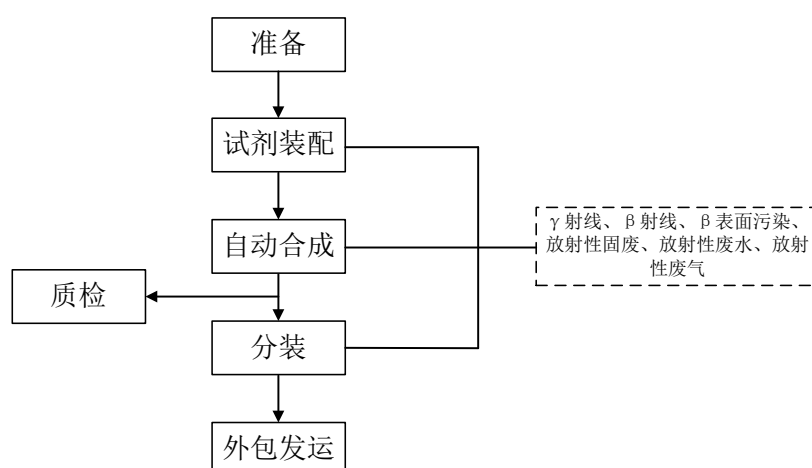 准备
试剂装配
自动合成
γ射线、β射线、β表面污染、
放射性固废、放射性废水、放射
性废气
质检
分装
外包发运